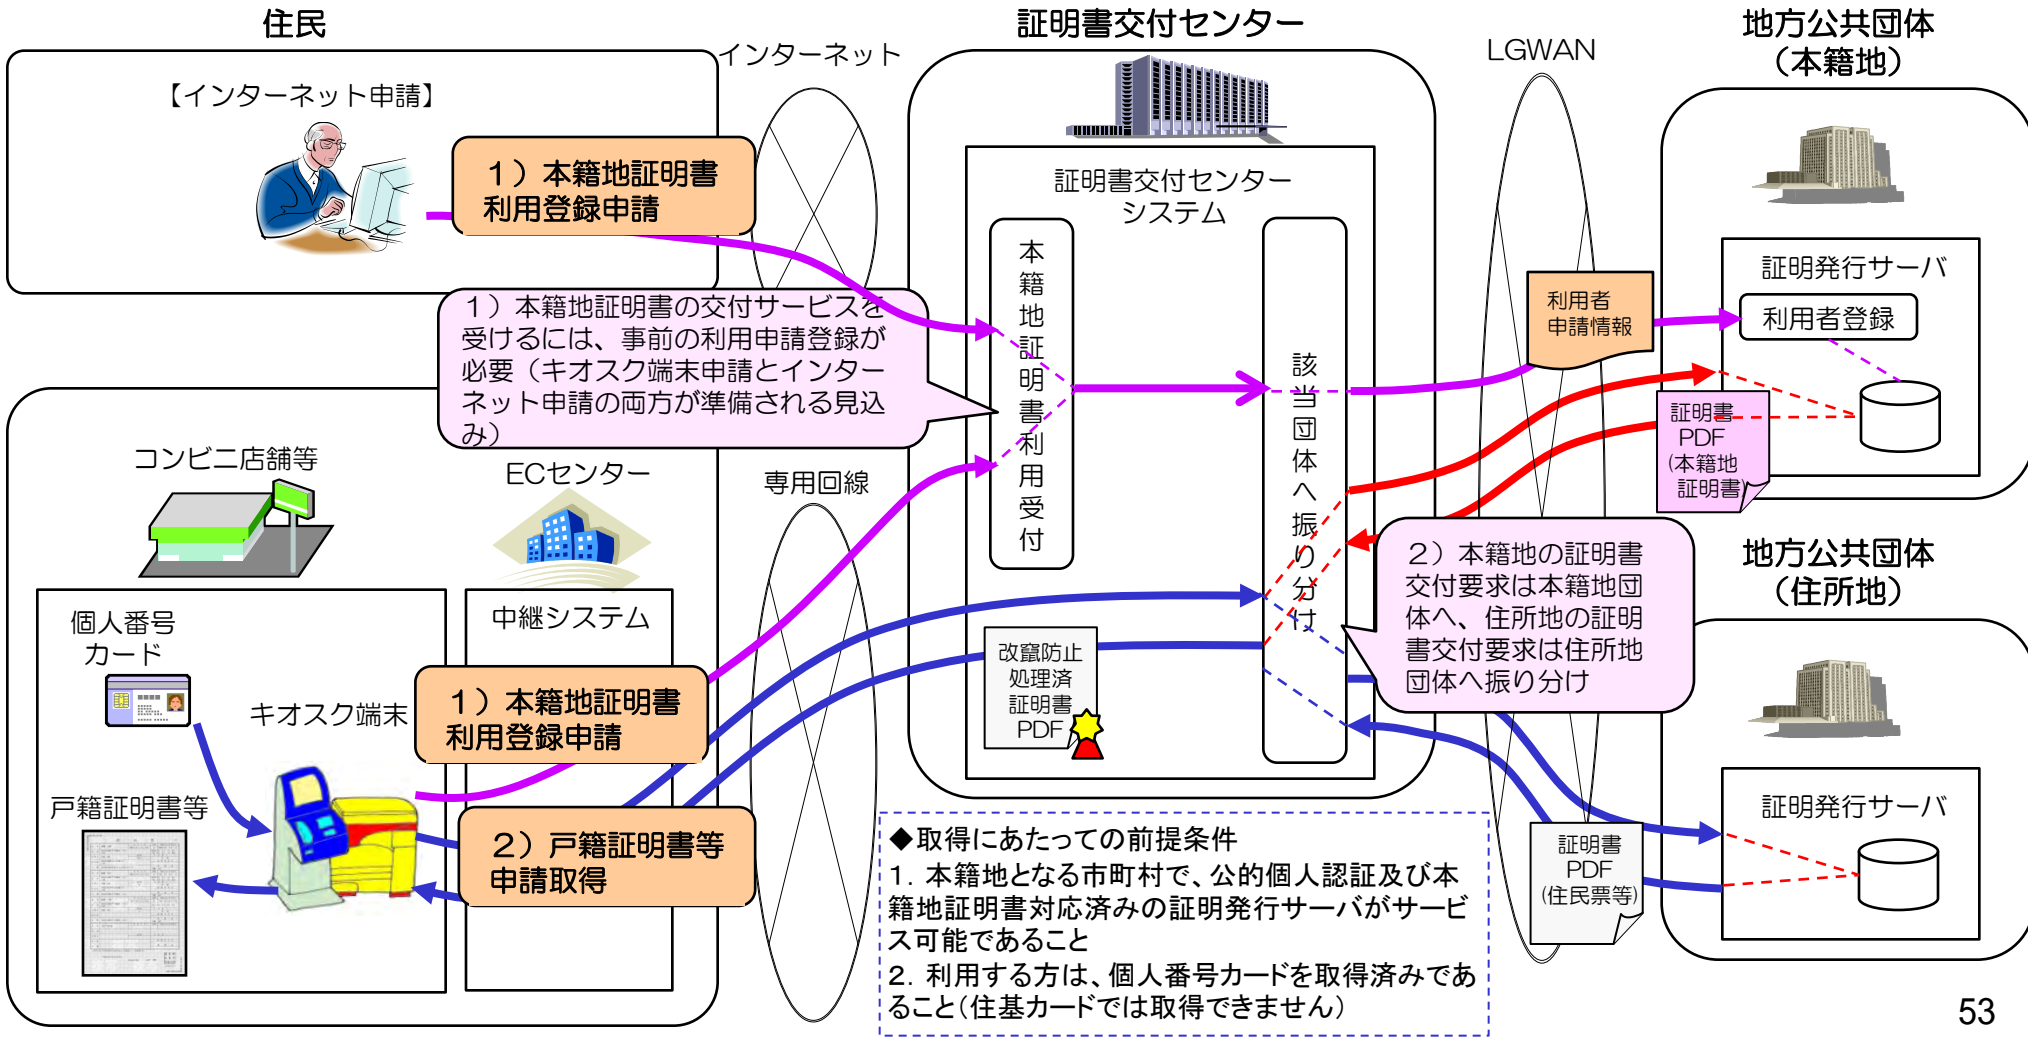 住民
証明書交付センター
地方公共団体
（本籍地）
インターネット
LGWAN
【インターネット申請】
１）本籍地証明書
利用登録申請
証明書交付センター
システム
本籍地証明書利用受付
該当団体へ振り分け
利用者
申請情報
証明発行サーバ
利用者登録
１）本籍地証明書の交付サービスを
受けるには、事前の利用申請登録が
必要（キオスク端末申請とインター
ネット申請の両方が準備される見込
み）
証明書
PDF
(本籍地
証明書)
コンビニ店舗等
ECセンター
専用回線
２）本籍地の証明書
交付要求は本籍地団
体へ、住所地の証明
書交付要求は住所地
団体へ振り分け
地方公共団体
（住所地）
個人番号
カード
中継システム
改竄防止
処理済
証明書
PDF
キオスク端末
１）本籍地証明書
利用登録申請
戸籍証明書等
２）戸籍証明書等
申請取得
証明発行サーバ
証明書
PDF
(住民票等)
◆取得にあたっての前提条件
１．本籍地となる市町村で、公的個人認証及び本
籍地証明書対応済みの証明発行サーバがサービ
ス可能であること
２．利用する方は、個人番号カードを取得済みであ
ること（住基カードでは取得できません）
53